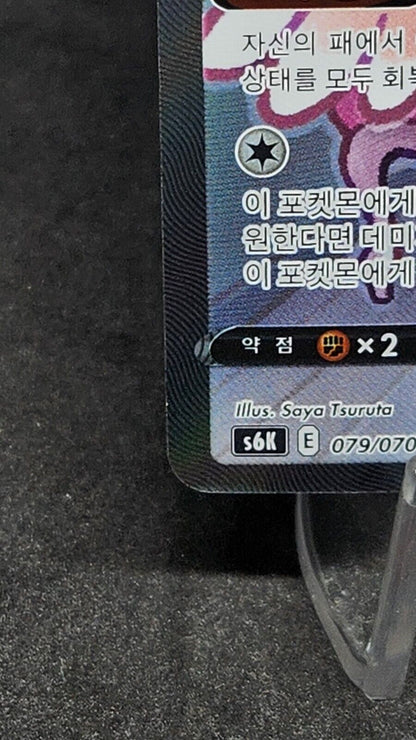 자신의 패에서
상태를 모두 회복
이 포켓몬에게
원한다면 데미
이 포켓몬에게
약점 ×2
Illus. Saya Tsuruta
s6K E 079/070